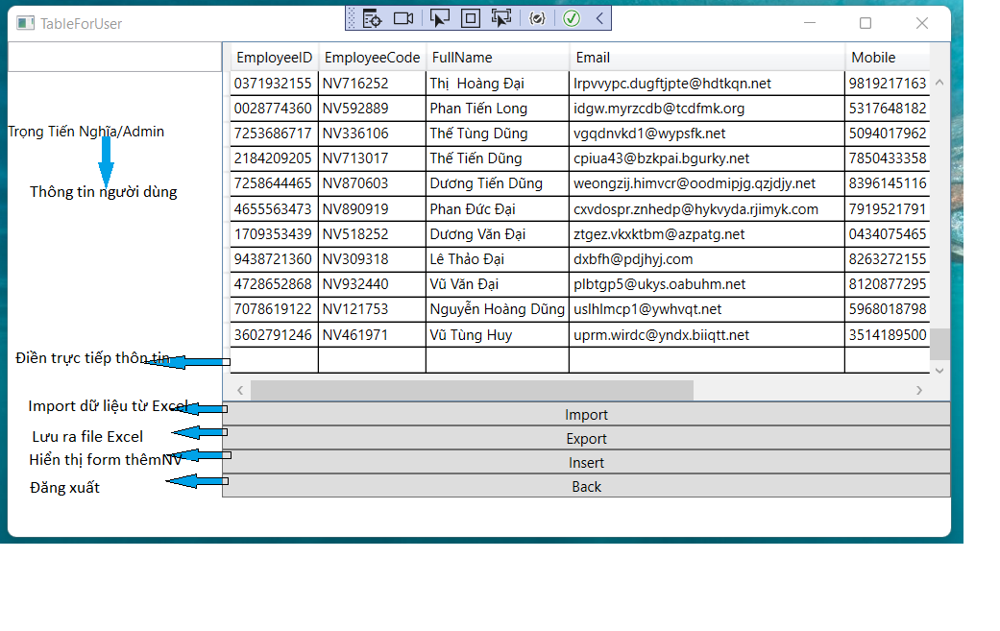 TableForUser
EmployeeID EmployeeCode FullName Email Mobile
0371932155 NV716252 Thị Hoàng Đại lrpvvypc.dugftjpte@hdtkqn.net 9819217163
0028774360 NV592889 Phan Tiến Long idgw.myrzcdb@tcdfmk.org 5317648182
Trọng Tiến Nghĩa/Admin
7253686717 NV336106 Thế Tùng Dũng vgqdnvkd1@wypsfk.net 5094017962
2184209205 NV713017 Thế Tiến Dũng cpiua43@bzkpai.bgurky.net 7850433358
Thông tin người dùng
7258644465 NV870603 Dương Tiến Dũng weongzij.himvcr@oodmipjg.qzjdjy.net 8396145116
4655563473 NV890919 Phan Đức Đại cxvdospr.znhedp@hykvyda.rjimyk.com 7919521791
1709353439 NV518252 Dương Văn Đại ztgez.vkxktbm@azpatg.net 0434075465
9438721360 NV309318 Lê Thảo Đại dxbfh@pdjhyj.com 8263272155
4728652868 NV932440 Vũ Văn Đại plbtgp5@ukys.oabuhm.net 8120877295
7078619122 NV121753 Nguyễn Hoàng Dũng uslhlmcp1@ywhvqt.net 5968018798
3602791246 NV461971 Vũ Tùng Huy uprm.wirdc@yndx.biiqtt.net 3514189500
Điền trực tiếp thôn tin
Import dữ liệu từ Excel
Import
Lưu ra file Excel
Export
Hiển thị form thêmNV
Insert
Đăng xuất
Back